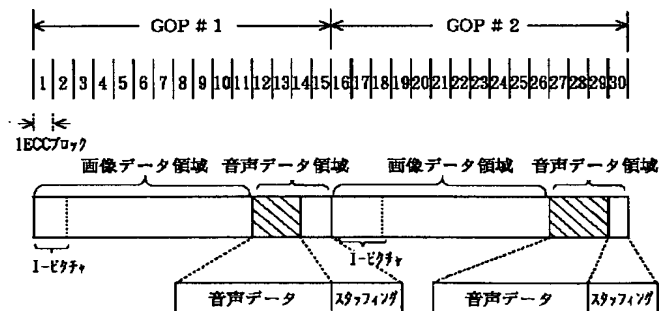 GOP # 1 GOP # 2
1 2 3 4 5 6 7 8 9 10 11 12 13 14 15 16 17 18 19 20 21 22 23 24 25 26 27 28 29 30
1ECCブロック
画像データ領域 音声データ領域 画像データ領域 音声データ領域
I-ピクチャ I-ピクチャ
音声データ スタッフィング 音声データ スタッフィング